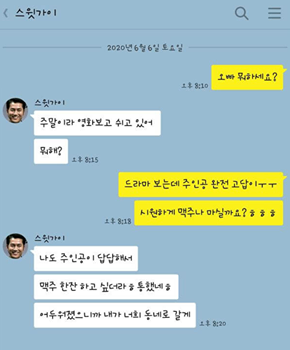 스윗가이
2020년 6월 6일 토요일
오빠 뭐하세요?
오후 8:10
스윗가이
주말이라 영화보고 쉬고 있어
뭐해?
오후 8:15
드라마 보는데 주인공 완전 고답이ㅜㅜ
시원하게 맥주나 마실까요? ㅎㅎㅎ
오후 8:18
스윗가이
나도 주인공이 답답해서
맥주 한잔 하고 싶더라ㅎ 통했네ㅎ
어두워졌으니까 내가 너희 동네로 갈게
오후 8:20